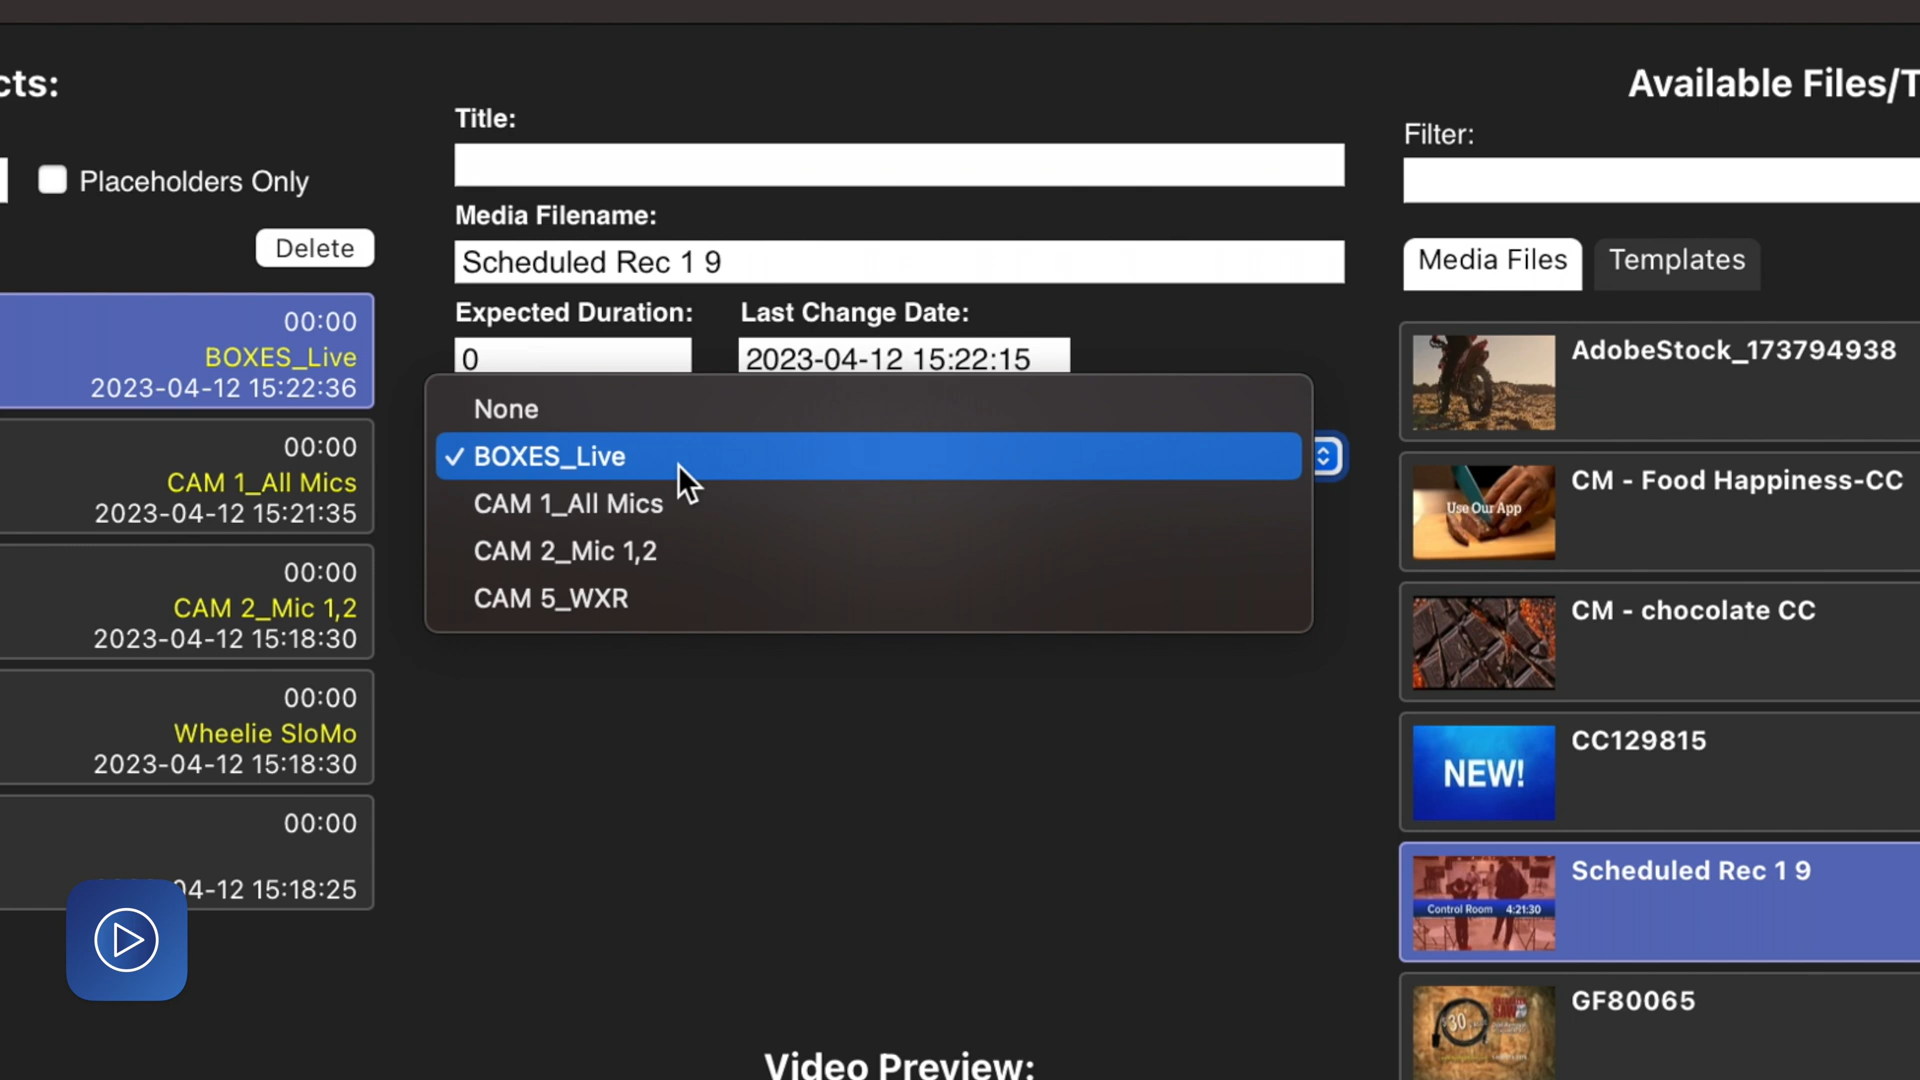 cts:
Placeholders Only
Delete
00:00
BOXES_Live
2023-04-12 15:22:36
00:00
CAM 1_All Mics
2023-04-12 15:21:35
00:00
CAM 2_Mic 1,2
2023-04-12 15:18:30
00:00
Wheelie SloMo
2023-04-12 15:18:30
00:00
04-12 15:18:25
Title:
Media Filename:
Scheduled Rec 1 9
Expected Duration: Last Change Date:
0 2023-04-12 15:22:15
None
✓ BOXES_Live
CAM 1_All Mics
CAM 2_Mic 1,2
CAM 5_WXR
Video Preview:
Available Files/T
Filter:
Media Files Templates
AdobeStock_173794938
CM - Food Happiness-CC
Use Our App
CM - chocolate CC
CC129815
NEW!
Scheduled Rec 1 9
Control Room 4:21:30
GF80065
$30